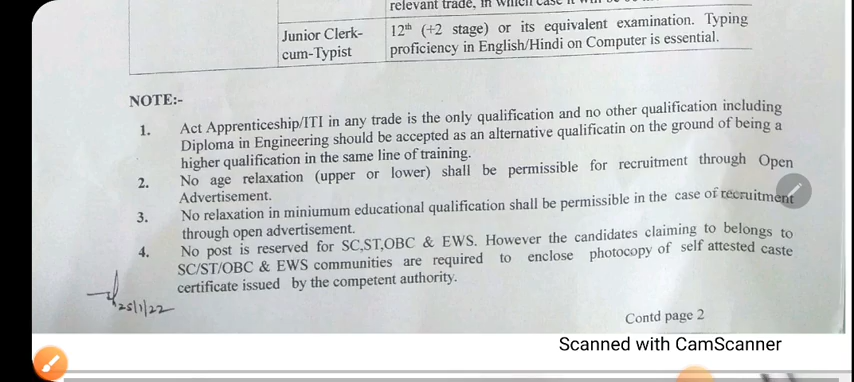 relevant trade, in which case it will be
Junior Clerk-
cum-Typist
12th (+2 stage) or its equivalent examination. Typing
proficiency in English/Hindi on Computer is essential.
NOTE:-
1. Act Apprenticeship/ITI in any trade is the only qualification and no other qualification including
Diploma in Engineering should be accepted as an alternative qualificatin on the ground of being a
higher qualification in the same line of training.
2. No age relaxation (upper or lower) shall be permissible for recruitment through Open
Advertisement.
3. No relaxation in miniumum educational qualification shall be permissible in the case of recruitment
through open advertisement.
4. No post is reserved for SC,ST,OBC & EWS. However the candidates claiming to belongs to
SC/ST/OBC & EWS communities are required to enclose photocopy of self attested caste
certificate issued by the competent authority.
25/1/22
Contd page 2
Scanned with CamScanner